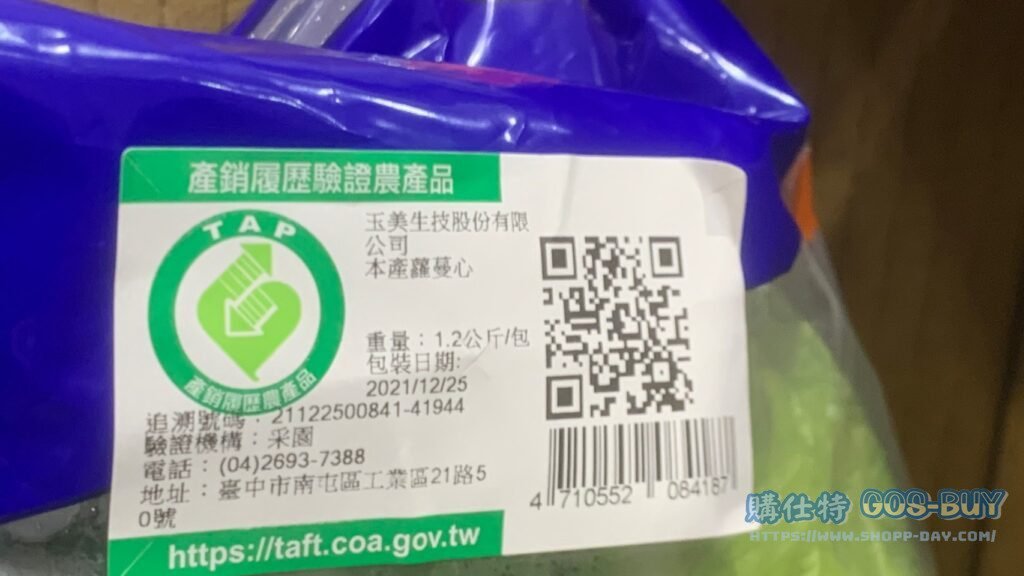 產銷履歷驗證農產品
TAP
產銷履歷農產品
玉美生技股份有限
公司
本產蘿蔓心
重量：1.2公斤/包
包裝日期:
2021/12/25
追溯號碼：21122500841-41944
驗證機構：采園
電話：(04)2693-7388
地址：臺中市南屯區工業區21路5
0號
4 710552 084187
https://taft.coa.gov.tw
購仕特 GOS-BUY
HTTPS://WWW.SHOPP-DAY.COM/